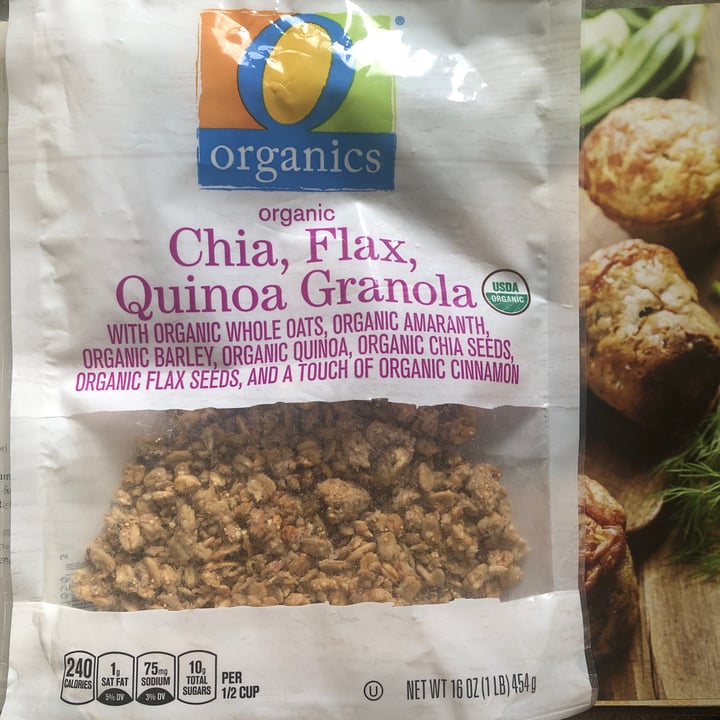 O
organics®
organic
Chia, Flax,
Quinoa Granola
USDA
ORGANIC
WITH ORGANIC WHOLE OATS, ORGANIC AMARANTH,
ORGANIC BARLEY, ORGANIC QUINOA, ORGANIC CHIA SEEDS,
ORGANIC FLAX SEEDS, AND A TOUCH OF ORGANIC CINNAMON
240
CALORIES
1g
SAT FAT
5% DV
75mg
SODIUM
3% DV
10g
TOTAL
SUGARS
PER
1/2 CUP
U
NET WT 16 OZ (1 LB) 454g